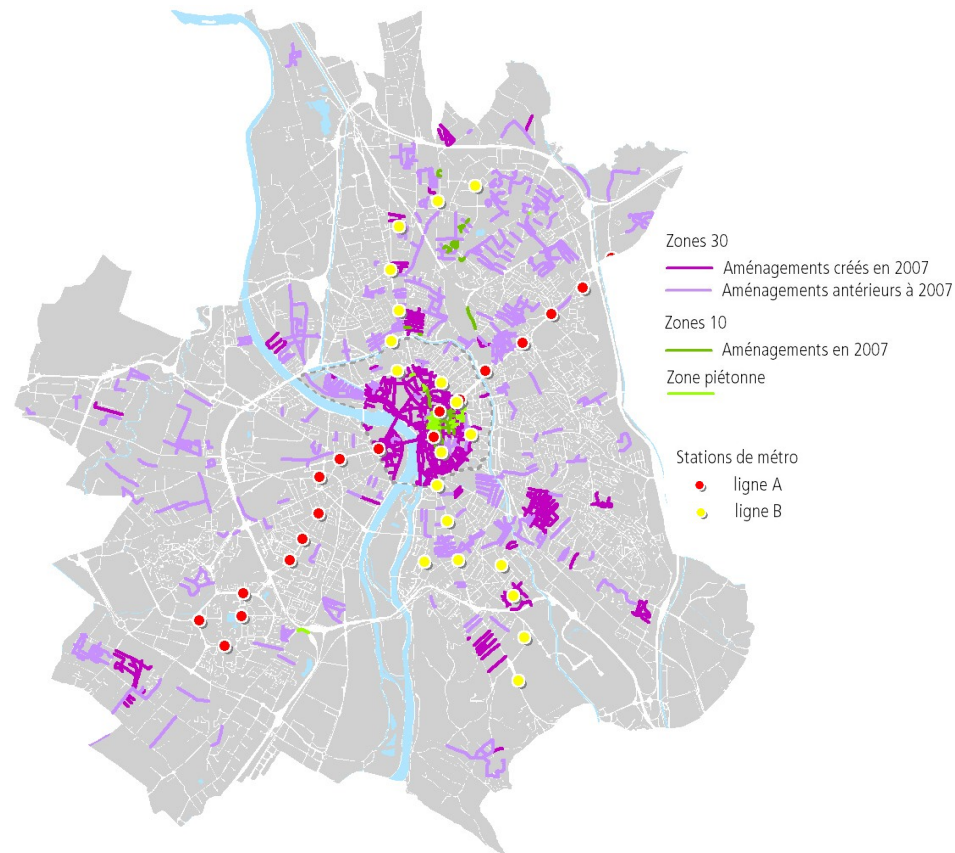 Zones 30
Aménagements créés en 2007
Aménagements antérieurs à 2007
Zones 10
Aménagements en 2007
Zone piétonne
Stations de métro
ligne A
ligne B